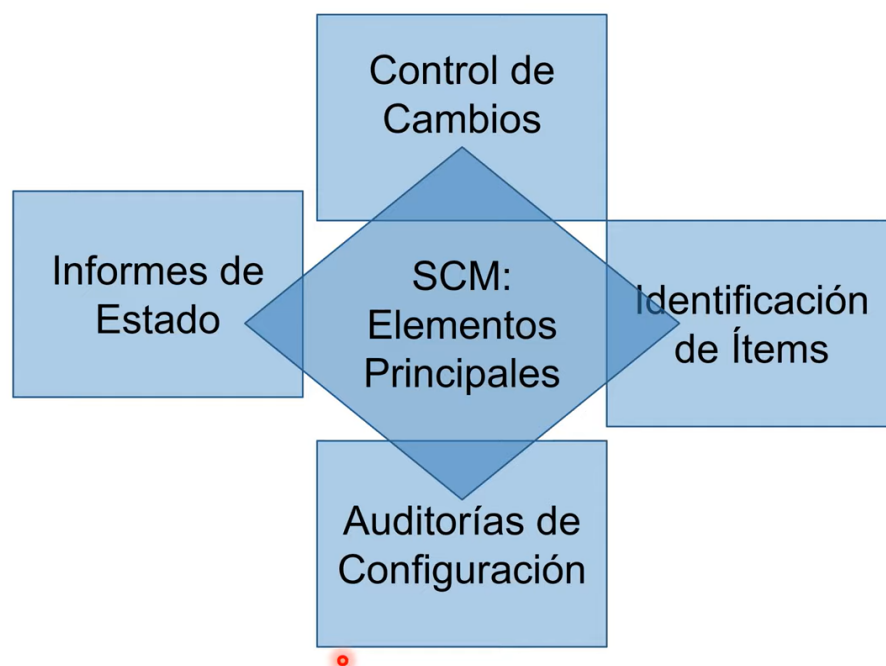 Control de
Cambios
Informes de
Estado
SCM:
Elementos
Principales
Identificación
de Ítems
Auditorías de
Configuración